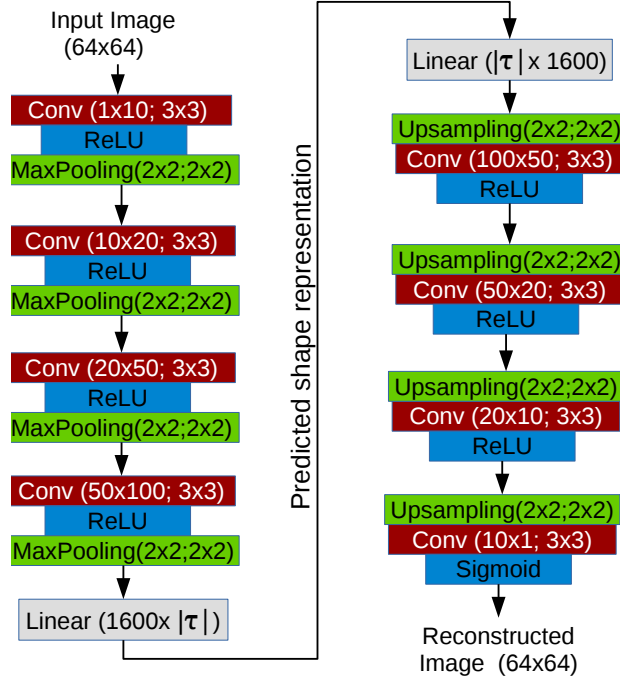 Input Image
(64x64)
Conv (1x10; 3x3)
ReLU
MaxPooling(2x2;2x2)
Conv (10x20; 3x3)
ReLU
MaxPooling(2x2;2x2)
Conv (20x50; 3x3)
ReLU
MaxPooling(2x2;2x2)
Conv (50x100; 3x3)
ReLU
MaxPooling(2x2;2x2)
Linear (1600x |τ|)
Predicted shape representation
Linear (|τ| x 1600)
Upsampling(2x2;2x2)
Conv (100x50; 3x3)
ReLU
Upsampling(2x2;2x2)
Conv (50x20; 3x3)
ReLU
Upsampling(2x2;2x2)
Conv (20x10; 3x3)
ReLU
Upsampling(2x2;2x2)
Conv (10x1; 3x3)
Sigmoid
Reconstructed
Image (64x64)